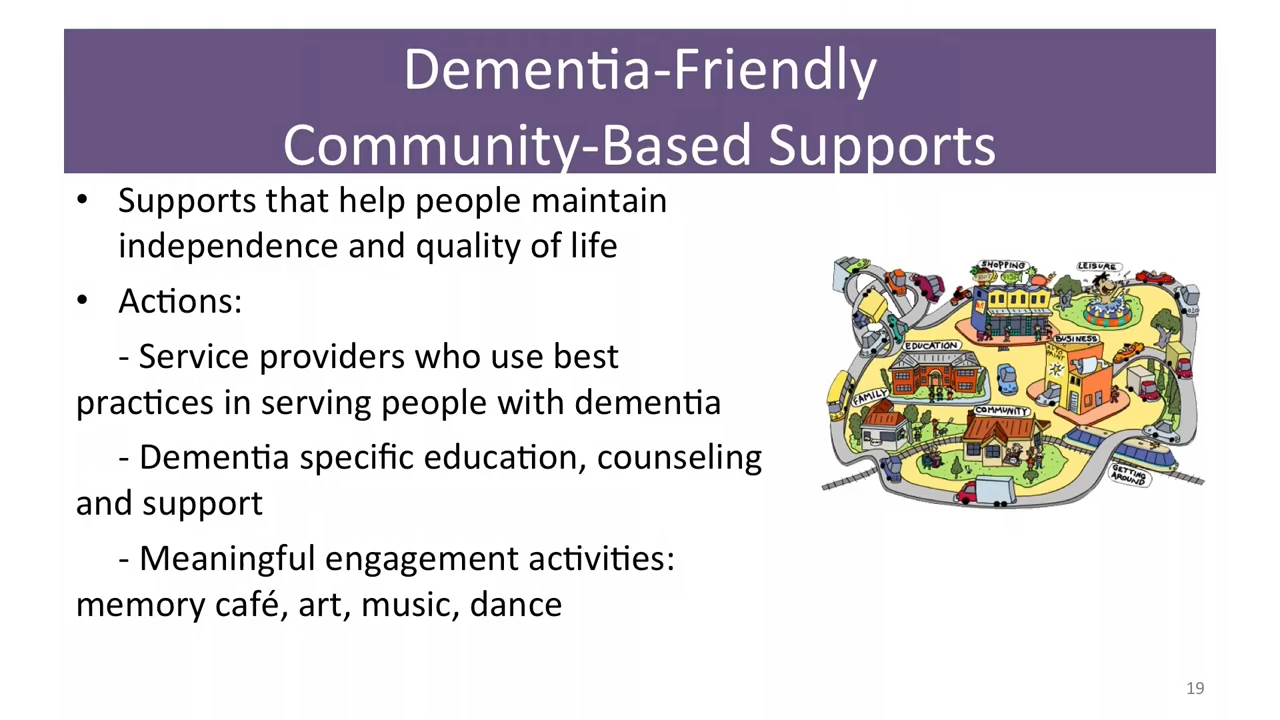 Dementia-Friendly
Community-Based Supports
• Supports that help people maintain
independence and quality of life
• Actions:
- Service providers who use best
practices in serving people with dementia
- Dementia specific education, counseling
and support
- Meaningful engagement activities:
memory café, art, music, dance
SHOPPING
LEISURE
EDUCATION
BUSINESS
FAMILY
COMMUNITY
GETTING
AROUND
19